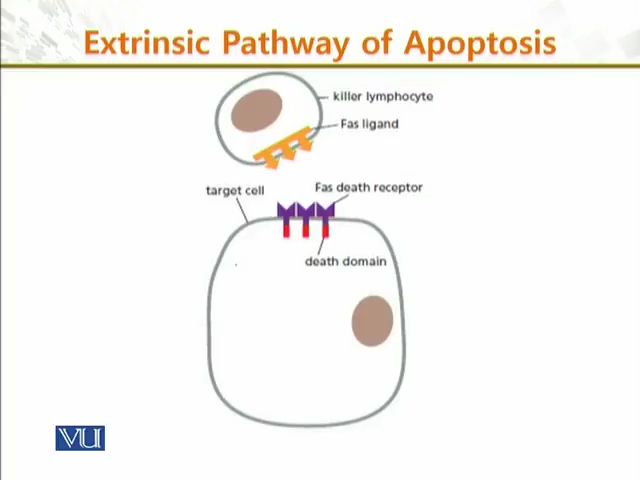 Extrinsic Pathway of Apoptosis
killer lymphocyte
Fas ligand
target cell
Fas death receptor
death domain
VU